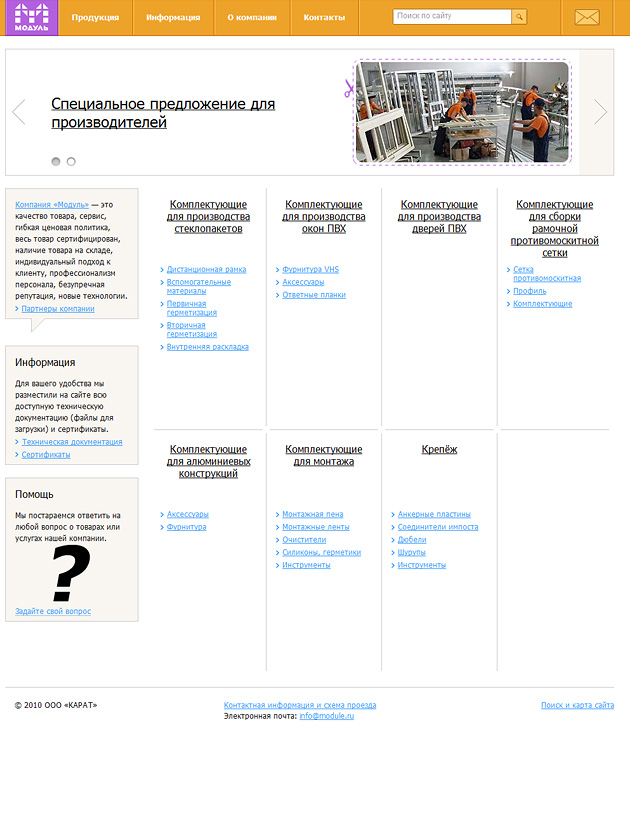 МОДУЛЬ
Продукция
Информация
О компании
Контакты
Поиск по сайту
Специальное предложение для
производителей
Компания «Модуль» — это
качество товара, сервис,
гибкая ценовая политика,
весь товар сертифицирован,
наличие товара на складе,
индивидуальный подход к
клиенту, профессионализм
персонала, безупречная
репутация, новые технологии.
Партнеры компании
Информация
Для вашего удобства мы
разместили на сайте всю
доступную техническую
документацию (файлы для
загрузки) и сертификаты.
Техническая документация
Сертификаты
Помощь
Мы постараемся ответить на
любой вопрос о товарах или
услугах нашей компании.
?
Задайте свой вопрос
Комплектующие
для производства
стеклопакетов
Дистанционная рамка
Вспомогательные
материалы
Первичная
герметизация
Вторичная
герметизация
Внутренняя раскладка
Комплектующие
для производства
окон ПВХ
Фурнитура VHS
Аксессуары
Ответные планки
Комплектующие
для производства
дверей ПВХ
Комплектующие
для сборки
рамочной
противомоскитной
сетки
Сетка
противомоскитная
Профиль
Комплектующие
Комплектующие
для алюминиевых
конструкций
Аксессуары
Фурнитура
Комплектующие
для монтажа
Монтажная пена
Монтажные ленты
Очистители
Силиконы, герметики
Инструменты
Крепёж
Анкерные пластины
Соединители импоста
Дюбели
Шурупы
Инструменты
© 2010 ООО «КАРАТ»
Контактная информация и схема проезда
Электронная почта: info@module.ru
Поиск и карта сайта